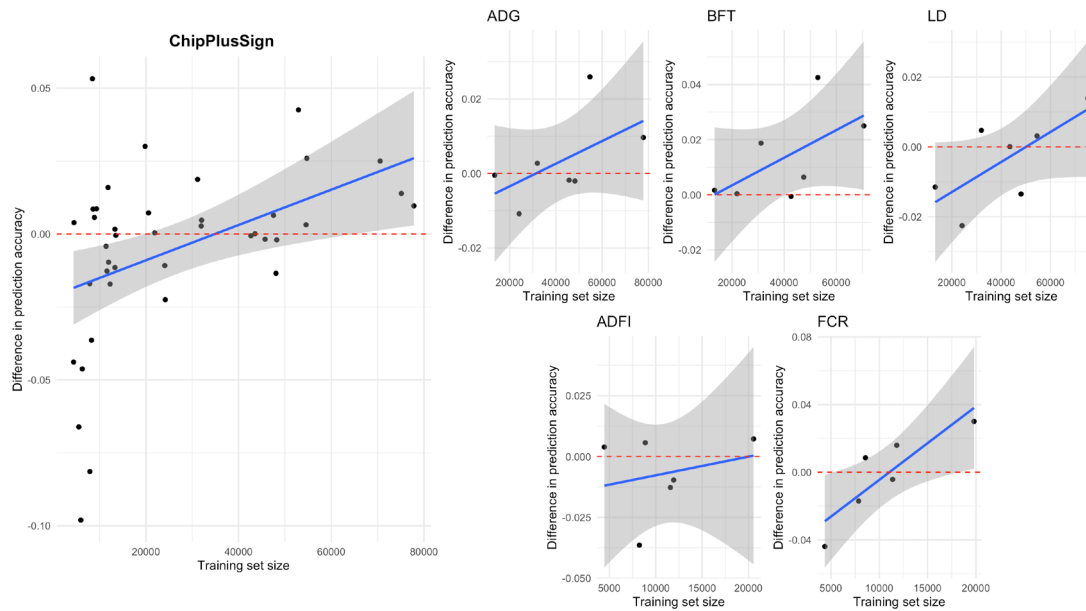 ChipPlusSign
Difference in prediction accuracy
0.05
0.00
-0.05
-0.10
20000 40000 60000 80000
Training set size
ADG
Difference in prediction accuracy
0.02
0.00
-0.02
20000 40000 60000 80000
Training set size
BFT
Difference in prediction accuracy
0.04
0.02
0.00
-0.02
20000 40000 60000
Training set size
LD
Difference in prediction accuracy
0.02
0.00
-0.02
20000 40000 60000
Training set size
ADFI
Difference in prediction accuracy
0.025
0.000
-0.025
-0.050
5000 10000 15000 20000
Training set size
FCR
Difference in prediction accuracy
0.08
0.04
0.00
-0.04
5000 10000 15000 20000
Training set size